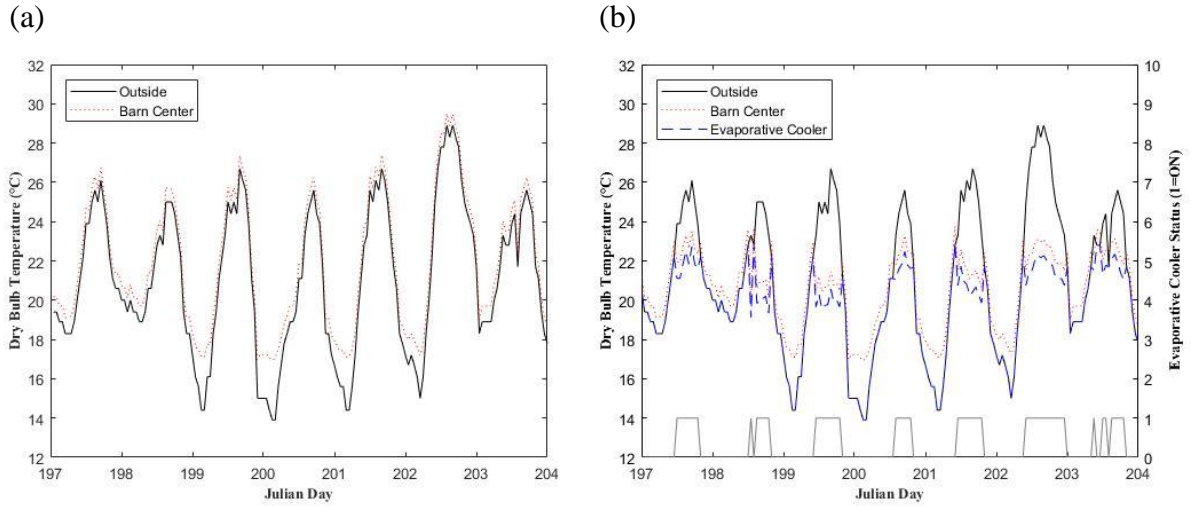 (a)
(b)
32
30
28
26
24
22
20
18
16
14
12
Dry Bulb Temperature (°C)
Outside
Barn Center
197 198 199 200 201 202 203 204
Julian Day
32
30
28
26
24
22
20
18
16
14
12
Dry Bulb Temperature (°C)
Outside
Barn Center
Evaporative Cooler
10
9
8
7
6
5
4
3
2
1
0
Evaporative Cooler Status (1=ON)
197 198 199 200 201 202 203 204
Julian Day